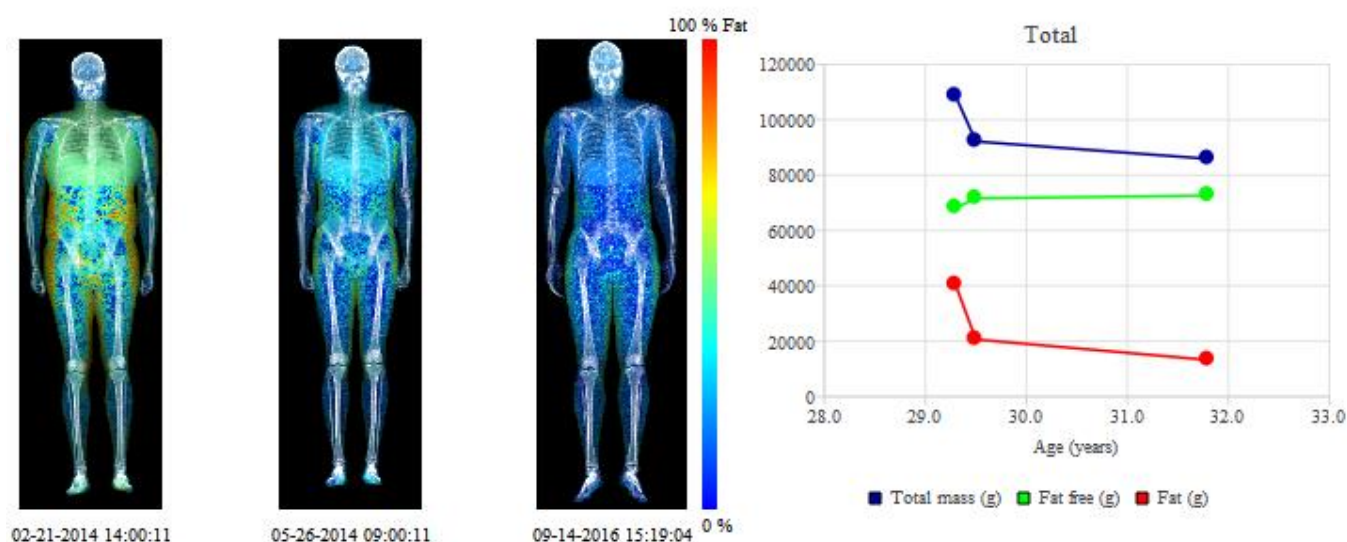 100 % Fat
0 %
02-21-2014 14:00:11
05-26-2014 09:00:11
09-14-2016 15:19:04
Total
120000
100000
80000
60000
40000
20000
0
28.0 29.0 30.0 31.0 32.0 33.0
Age (years)
Total mass (g) Fat free (g) Fat (g)